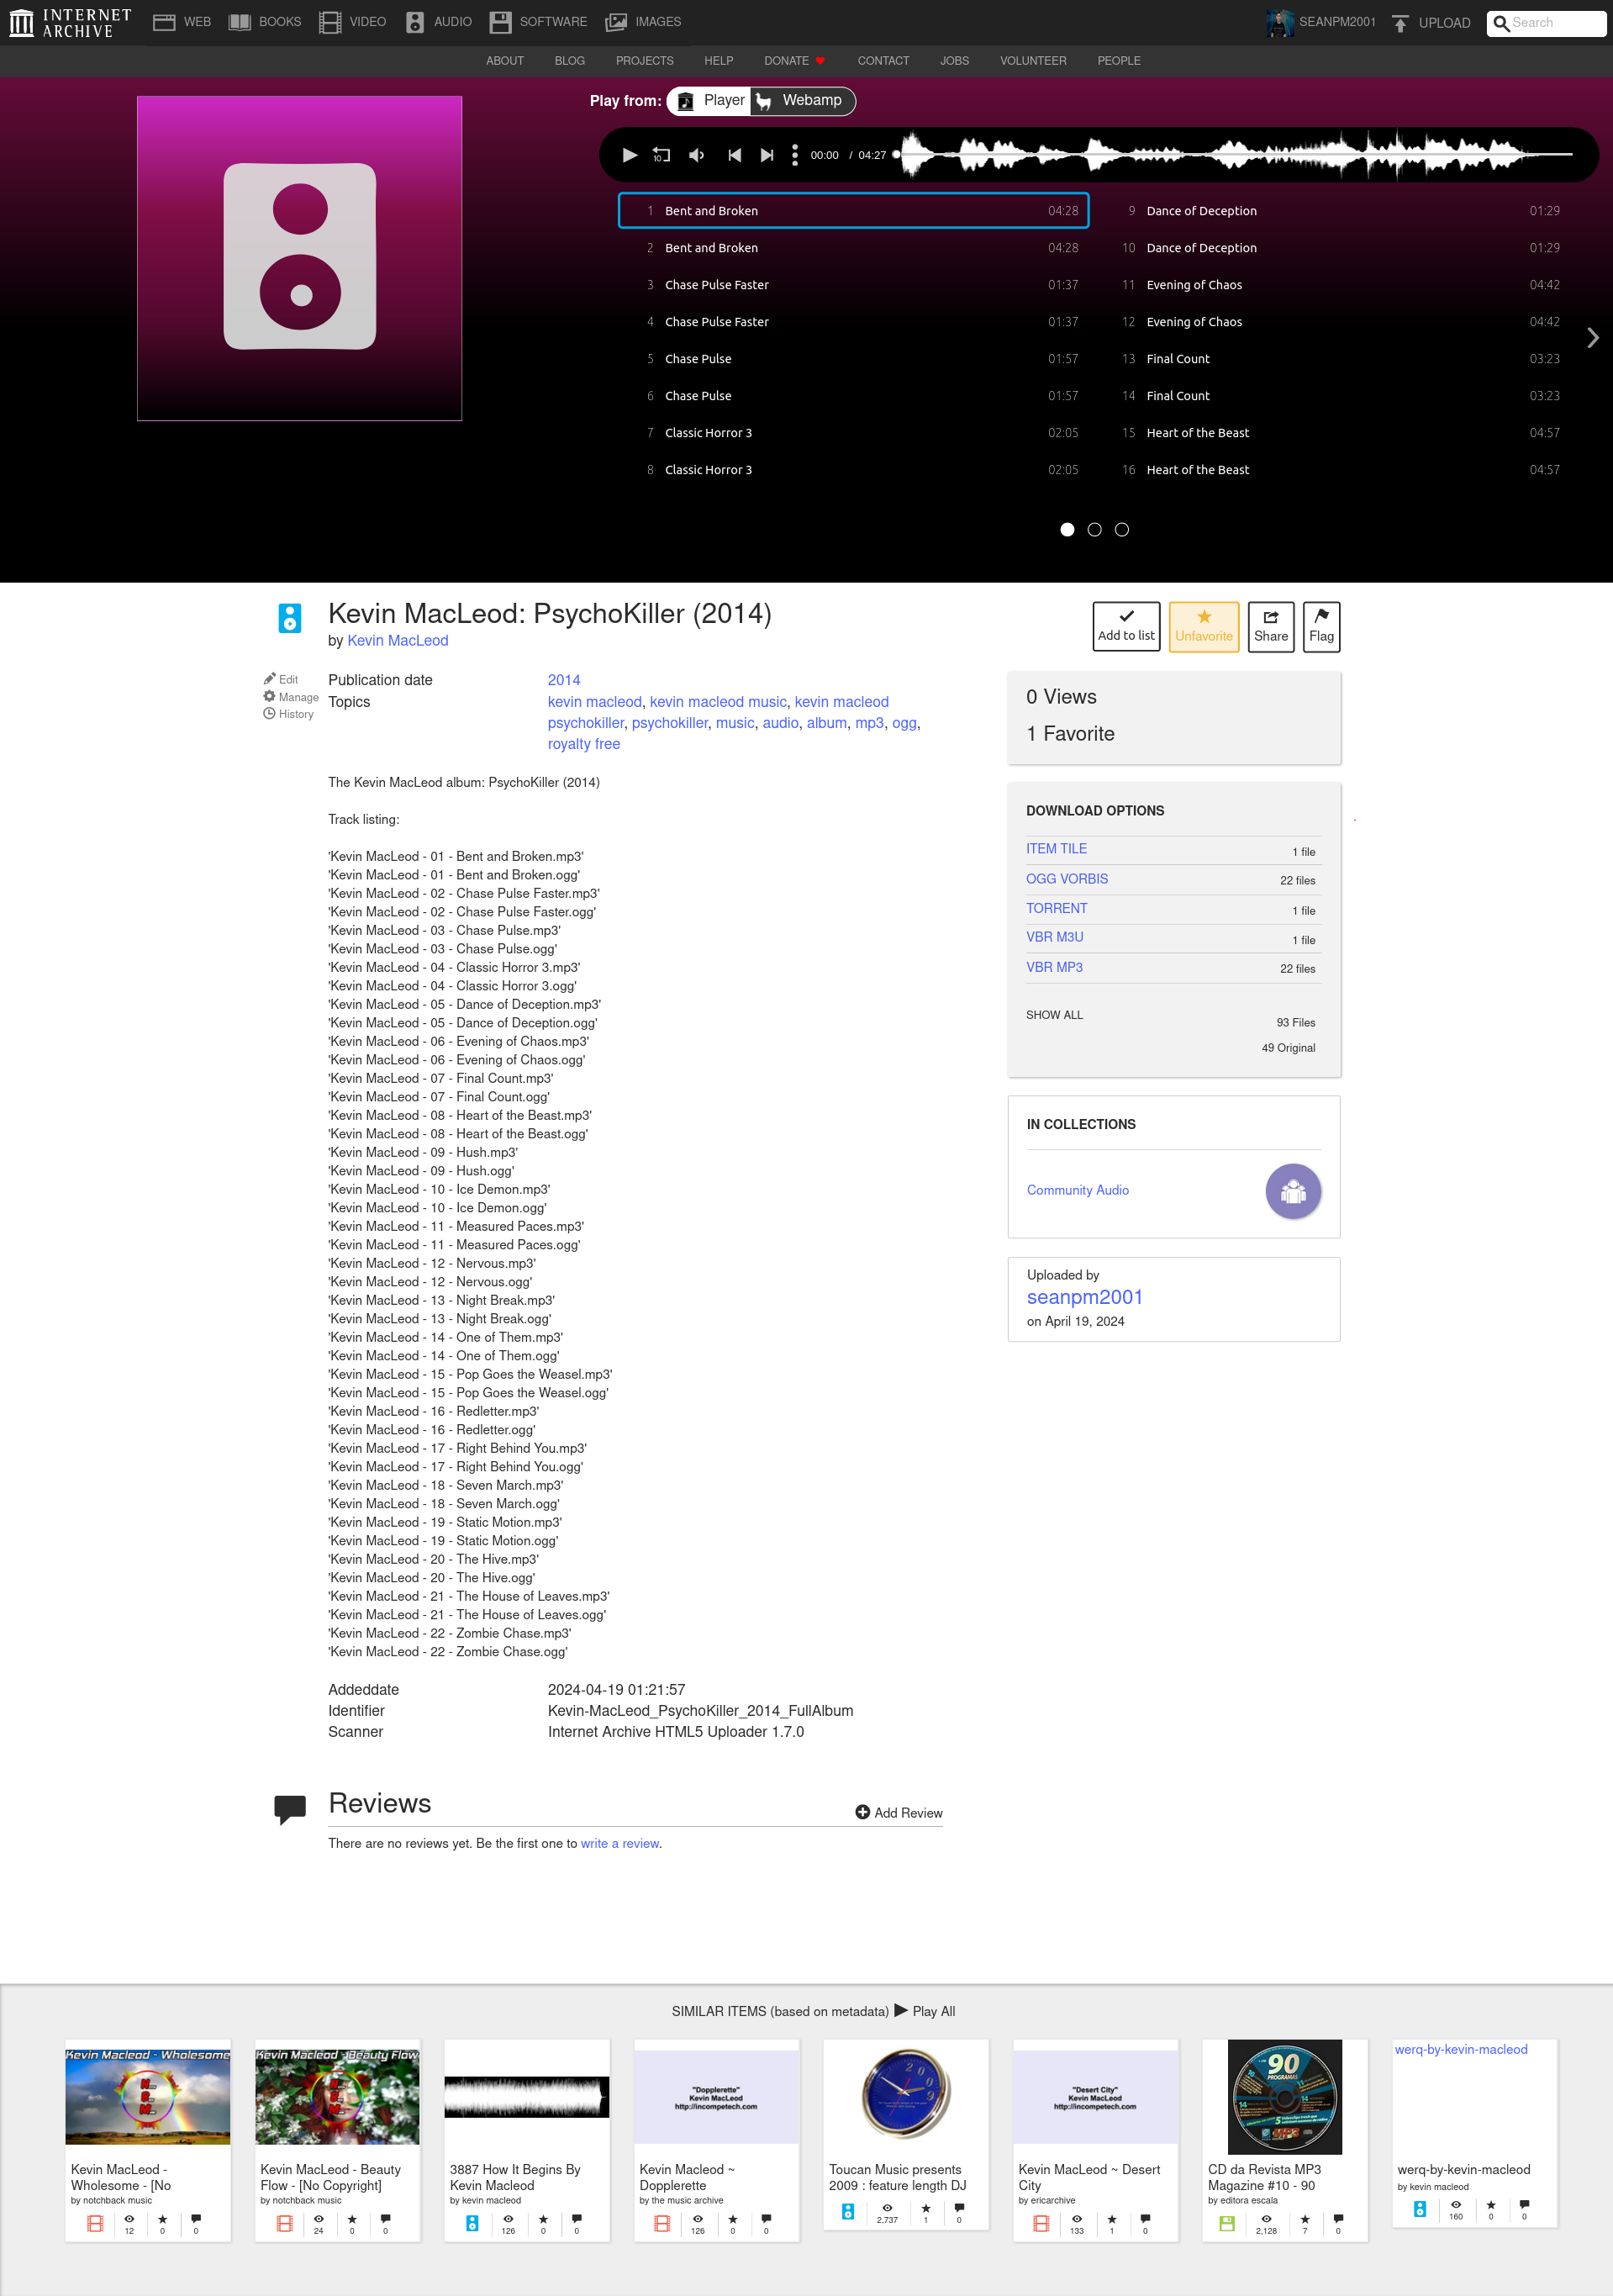 INTERNET
ARCHIVE
WEB
BOOKS
VIDEO
AUDIO
SOFTWARE
IMAGES
SEANPM2001
UPLOAD
Search
ABOUT
BLOG
PROJECTS
HELP
DONATE
CONTACT
JOBS
VOLUNTEER
PEOPLE
Play from:
Player
Webamp
10
00:00 / 04:27
1 Bent and Broken 04:28
2 Bent and Broken 04:28
3 Chase Pulse Faster 01:37
4 Chase Pulse Faster 01:37
5 Chase Pulse 01:57
6 Chase Pulse 01:57
7 Classic Horror 3 02:05
8 Classic Horror 3 02:05
9 Dance of Deception 01:29
10 Dance of Deception 01:29
11 Evening of Chaos 04:42
12 Evening of Chaos 04:42
13 Final Count 03:23
14 Final Count 03:23
15 Heart of the Beast 04:57
16 Heart of the Beast 04:57
Kevin MacLeod: PsychoKiller (2014)
by Kevin MacLeod
Add to list
Unfavorite
Share
Flag
Edit
Manage
History
Publication date 2014
Topics kevin macleod, kevin macleod music, kevin macleod
psychokiller, psychokiller, music, audio, album, mp3, ogg,
royalty free
The Kevin MacLeod album: PsychoKiller (2014)
Track listing:
'Kevin MacLeod - 01 - Bent and Broken.mp3'
'Kevin MacLeod - 01 - Bent and Broken.ogg'
'Kevin MacLeod - 02 - Chase Pulse Faster.mp3'
'Kevin MacLeod - 02 - Chase Pulse Faster.ogg'
'Kevin MacLeod - 03 - Chase Pulse.mp3'
'Kevin MacLeod - 03 - Chase Pulse.ogg'
'Kevin MacLeod - 04 - Classic Horror 3.mp3'
'Kevin MacLeod - 04 - Classic Horror 3.ogg'
'Kevin MacLeod - 05 - Dance of Deception.mp3'
'Kevin MacLeod - 05 - Dance of Deception.ogg'
'Kevin MacLeod - 06 - Evening of Chaos.mp3'
'Kevin MacLeod - 06 - Evening of Chaos.ogg'
'Kevin MacLeod - 07 - Final Count.mp3'
'Kevin MacLeod - 07 - Final Count.ogg'
'Kevin MacLeod - 08 - Heart of the Beast.mp3'
'Kevin MacLeod - 08 - Heart of the Beast.ogg'
'Kevin MacLeod - 09 - Hush.mp3'
'Kevin MacLeod - 09 - Hush.ogg'
'Kevin MacLeod - 10 - Ice Demon.mp3'
'Kevin MacLeod - 10 - Ice Demon.ogg'
'Kevin MacLeod - 11 - Measured Paces.mp3'
'Kevin MacLeod - 11 - Measured Paces.ogg'
'Kevin MacLeod - 12 - Nervous.mp3'
'Kevin MacLeod - 12 - Nervous.ogg'
'Kevin MacLeod - 13 - Night Break.mp3'
'Kevin MacLeod - 13 - Night Break.ogg'
'Kevin MacLeod - 14 - One of Them.mp3'
'Kevin MacLeod - 14 - One of Them.ogg'
'Kevin MacLeod - 15 - Pop Goes the Weasel.mp3'
'Kevin MacLeod - 15 - Pop Goes the Weasel.ogg'
'Kevin MacLeod - 16 - Redletter.mp3'
'Kevin MacLeod - 16 - Redletter.ogg'
'Kevin MacLeod - 17 - Right Behind You.mp3'
'Kevin MacLeod - 17 - Right Behind You.ogg'
'Kevin MacLeod - 18 - Seven March.mp3'
'Kevin MacLeod - 18 - Seven March.ogg'
'Kevin MacLeod - 19 - Static Motion.mp3'
'Kevin MacLeod - 19 - Static Motion.ogg'
'Kevin MacLeod - 20 - The Hive.mp3'
'Kevin MacLeod - 20 - The Hive.ogg'
'Kevin MacLeod - 21 - The House of Leaves.mp3'
'Kevin MacLeod - 21 - The House of Leaves.ogg'
'Kevin MacLeod - 22 - Zombie Chase.mp3'
'Kevin MacLeod - 22 - Zombie Chase.ogg'
Addeddate 2024-04-19 01:21:57
Identifier Kevin-MacLeod_PsychoKiller_2014_FullAlbum
Scanner Internet Archive HTML5 Uploader 1.7.0
0 Views
1 Favorite
DOWNLOAD OPTIONS
ITEM TILE 1 file
OGG VORBIS 22 files
TORRENT 1 file
VBR M3U 1 file
VBR MP3 22 files
SHOW ALL
93 Files
49 Original
IN COLLECTIONS
Community Audio
Uploaded by
seanpm2001
on April 19, 2024
Reviews
Add Review
There are no reviews yet. Be the first one to write a review.
SIMILAR ITEMS (based on metadata) Play All
Kevin Macleod - Wholesome
Kevin MacLeod -
Wholesome - [No
by notchback music
12 0 0
Kevin Macleod - Beauty Flow
Kevin MacLeod - Beauty
Flow - [No Copyright]
by notchback music
24 0 0
3887 How It Begins By
Kevin Macleod
by kevin macleod
126 0 0
"Dopplerette"
Kevin MacLeod
http://incompetech.com
Kevin Macleod ~
Dopplerette
by the music archive
126 0 0
2009
Toucan Music presents
2009 : feature length DJ
2,737 1 0
"Desert City"
Kevin MacLeod
http://incompetech.com
Kevin MacLeod ~ Desert
City
by ericarchive
133 1 0
90
PROGRAMAS
14
5
MP3
CD da Revista MP3
Magazine #10 - 90
by editora escala
2,128 7 0
werq-by-kevin-macleod
werq-by-kevin-macleod
by kevin macleod
160 0 0